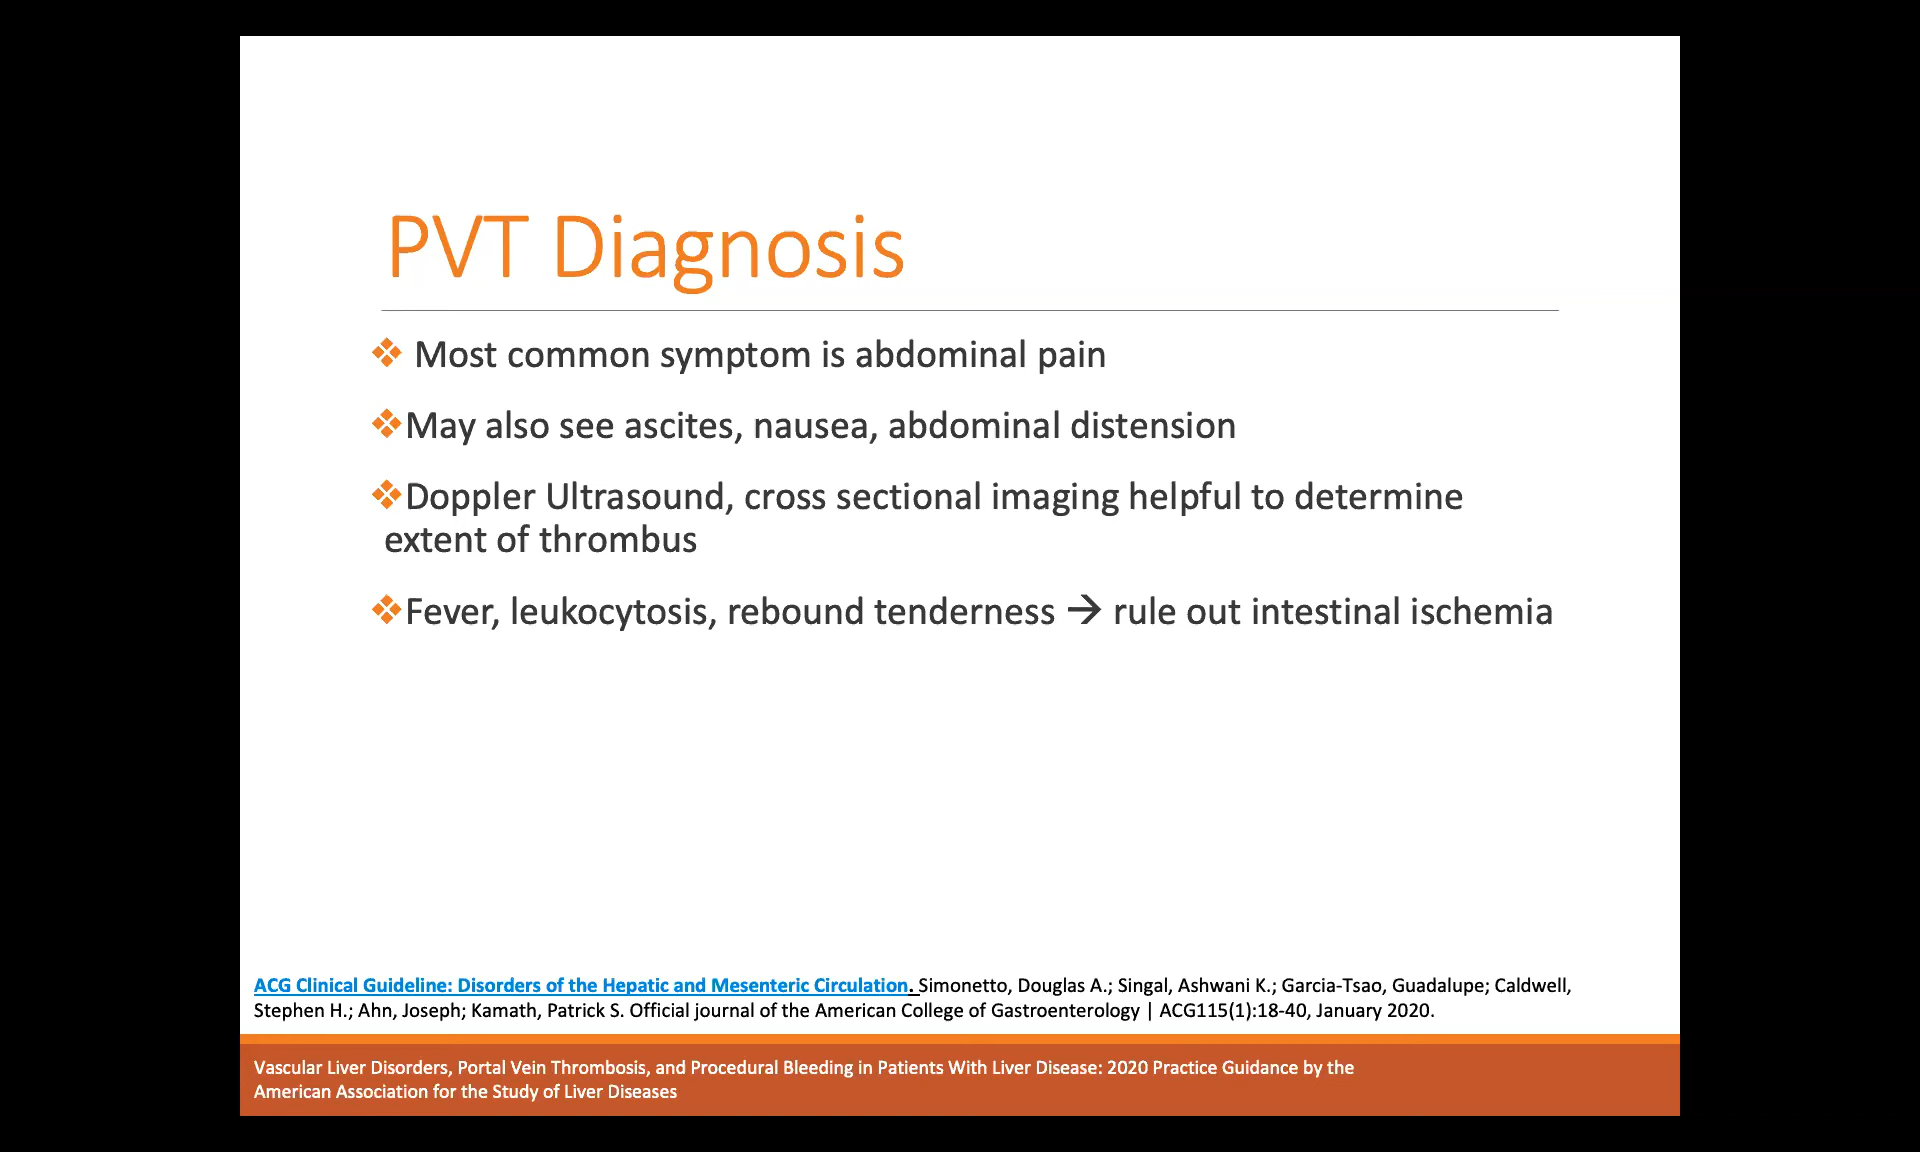 PVT Diagnosis
❖ Most common symptom is abdominal pain
❖May also see ascites, nausea, abdominal distension
❖Doppler Ultrasound, cross sectional imaging helpful to determine
extent of thrombus
❖Fever, leukocytosis, rebound tenderness → rule out intestinal ischemia
ACG Clinical Guideline: Disorders of the Hepatic and Mesenteric Circulation. Simonetto, Douglas A.; Singal, Ashwani K.; Garcia-Tsao, Guadalupe; Caldwell,
Stephen H.; Ahn, Joseph; Kamath, Patrick S. Official journal of the American College of Gastroenterology | ACG115(1):18-40, January 2020.
Vascular Liver Disorders, Portal Vein Thrombosis, and Procedural Bleeding in Patients With Liver Disease: 2020 Practice Guidance by the
American Association for the Study of Liver Diseases